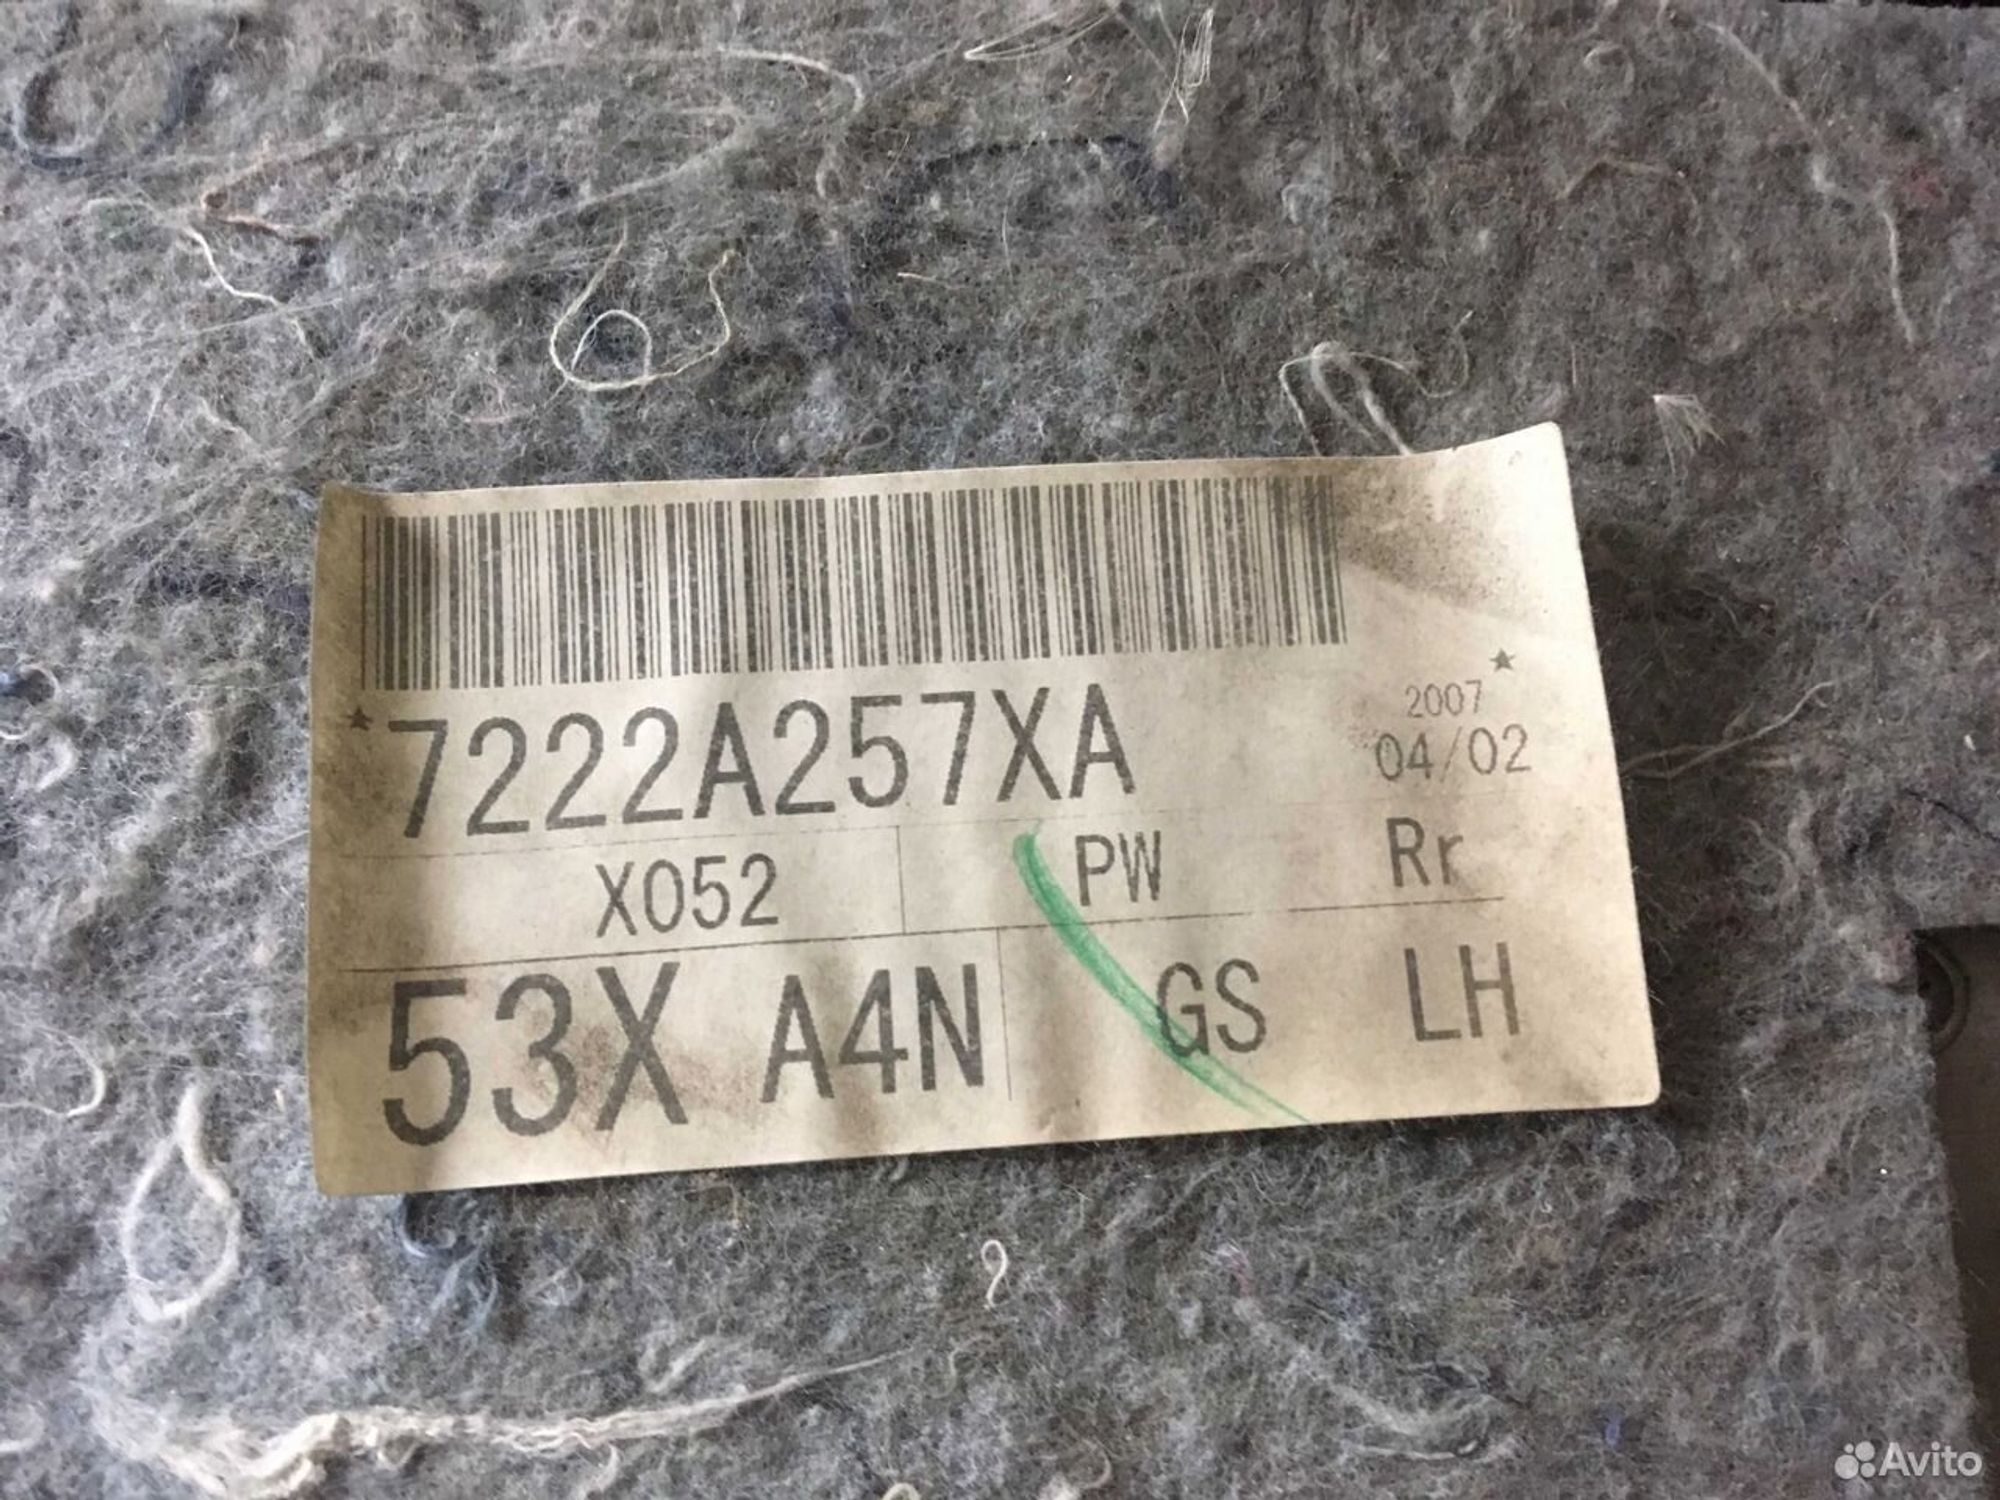 *7222A257XA*
2007
04/02
X052 PW Rr
53X A4N GS LH
Avito